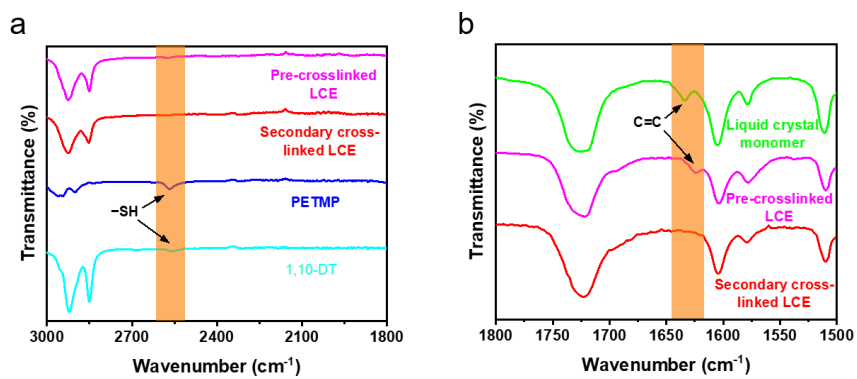 a
Transmittance (%)
Pre-crosslinked
LCE
Secondary cross-
linked LCE
PETMP
−SH
1,10-DT
3000
2700
2400
2100
1800
Wavenumber (cm⁻¹)
b
Transmittance (%)
C=C
Liquid crystal
monomer
Pre-crosslinked
LCE
Secondary cross-
linked LCE
1800
1750
1700
1650
1600
1550
1500
Wavenumber (cm⁻¹)